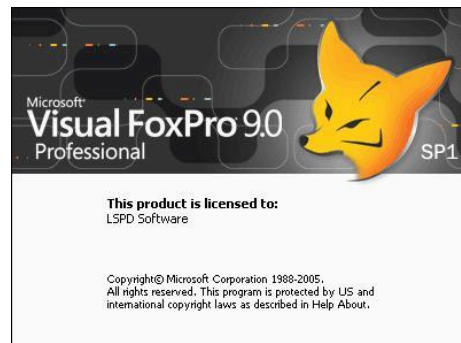 Microsoft®
Visual FoxPro 9.0
Professional
SP1
This product is licensed to:
LSPD Software
Copyright© Microsoft Corporation 1988-2005.
All rights reserved. This program is protected by US and
international copyright laws as described in Help About.